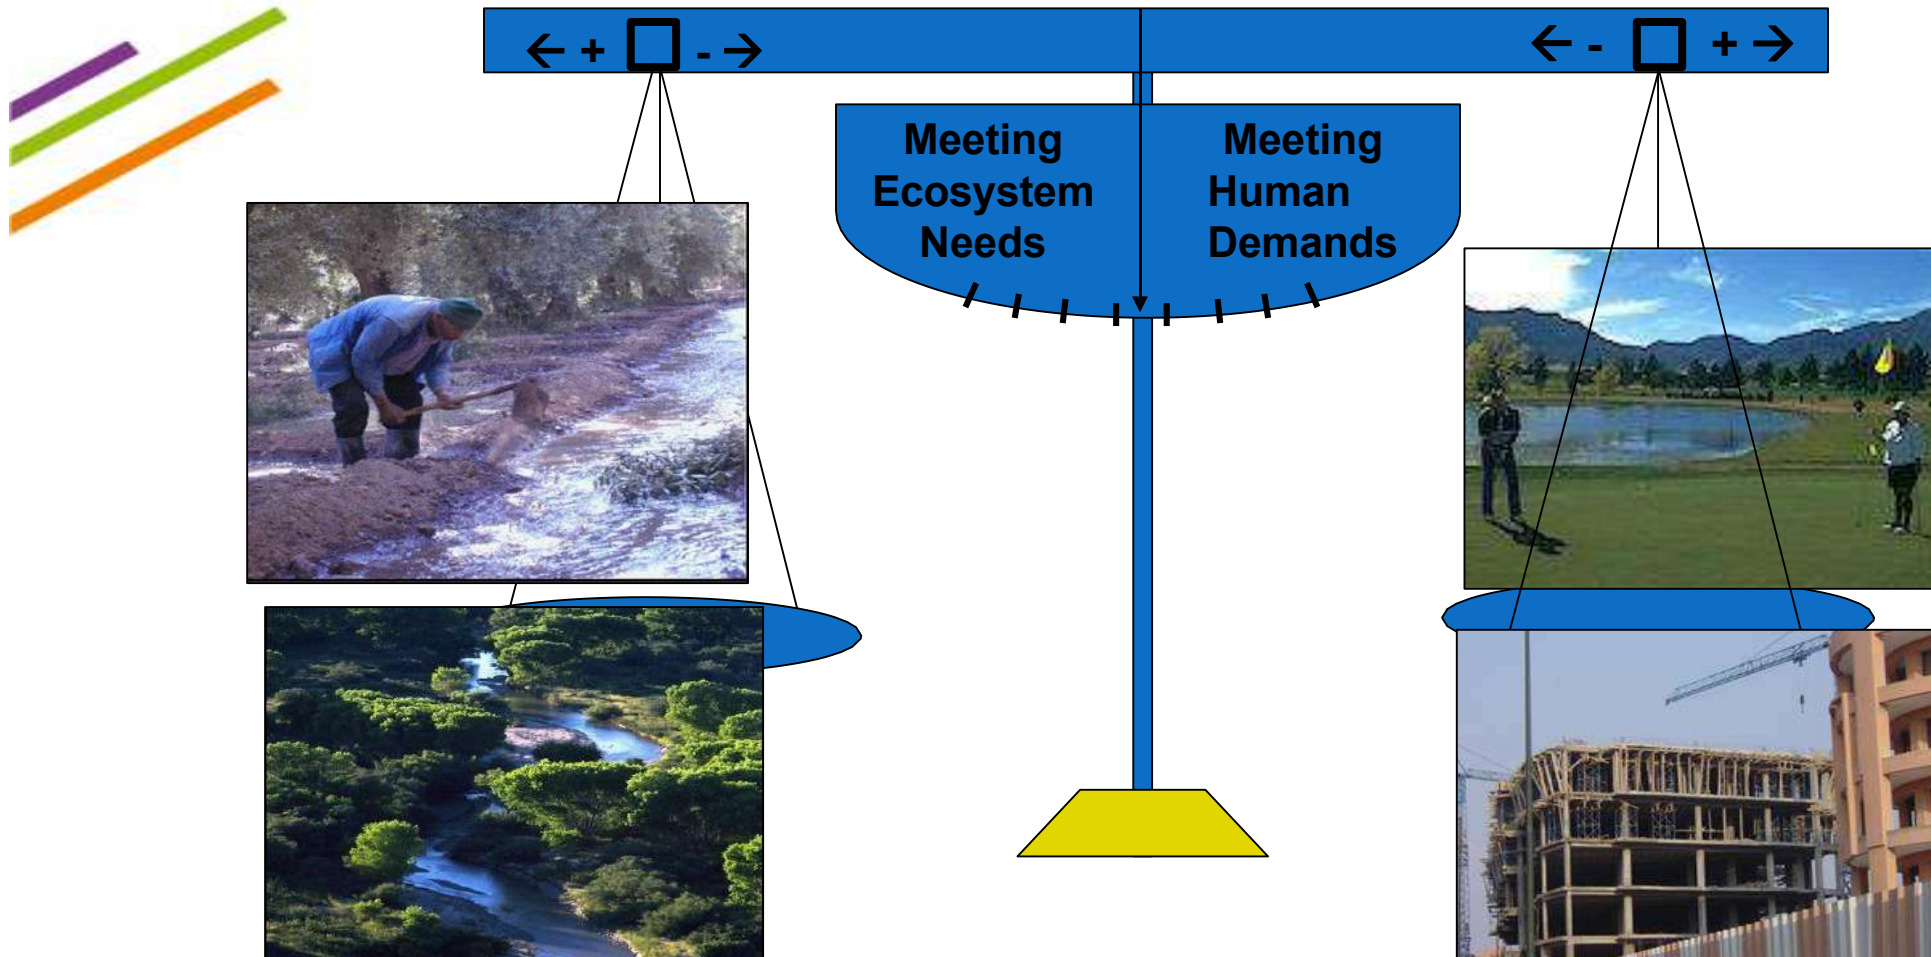 ← + □ - →
← - □ + →
Meeting
Ecosystem
Needs
Meeting
Human
Demands